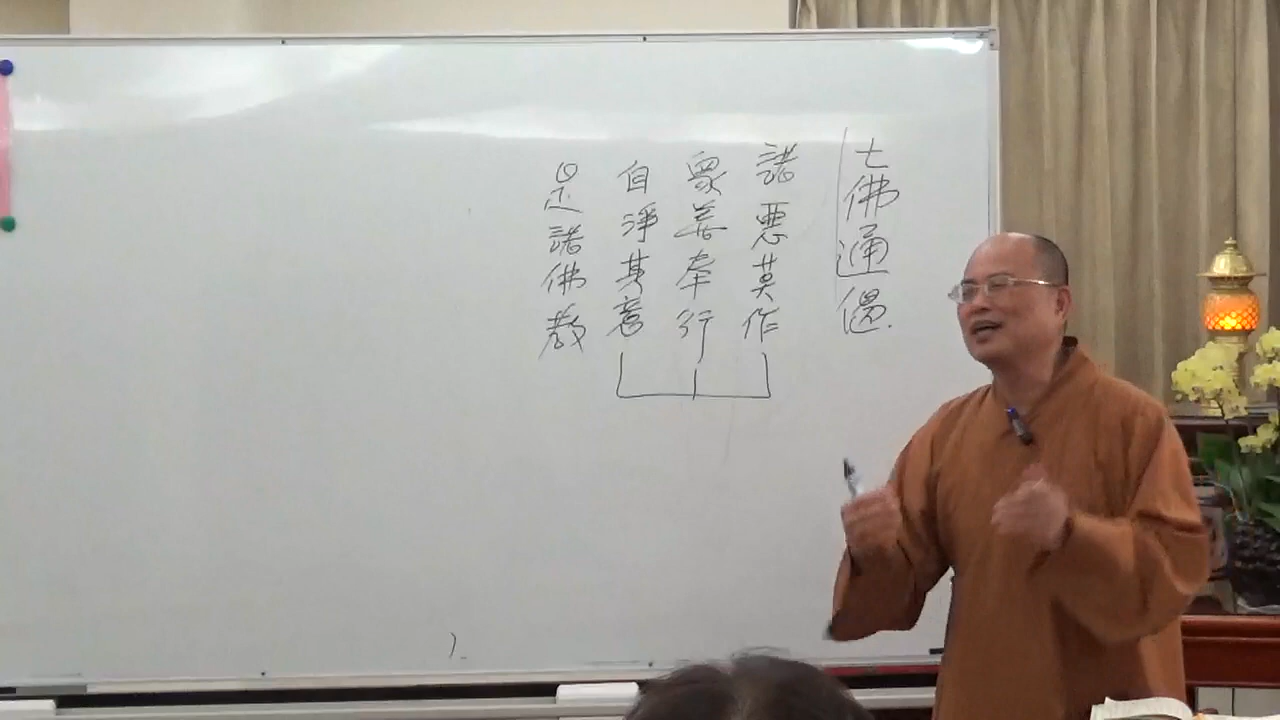 七佛通偈
諸惡莫作
眾善奉行
自淨其意
是諸佛教